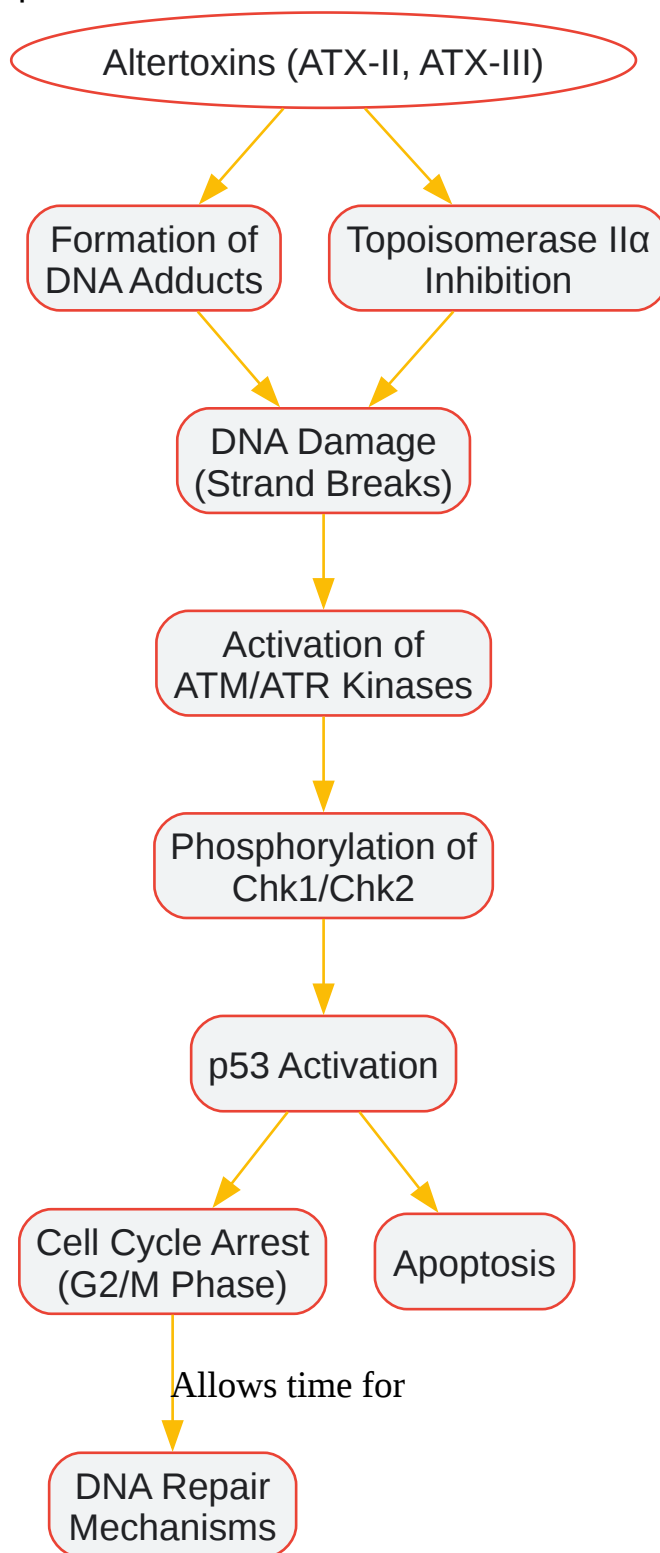 Altertoxins (ATX-II, ATX-III)
Formation of
DNA Adducts
Topoisomerase IIα
Inhibition
DNA Damage
(Strand Breaks)
Activation of
ATM/ATR Kinases
Phosphorylation of
Chk1/Chk2
p53 Activation
Cell Cycle Arrest
(G2/M Phase)
Apoptosis
Allows time for
DNA Repair
Mechanisms